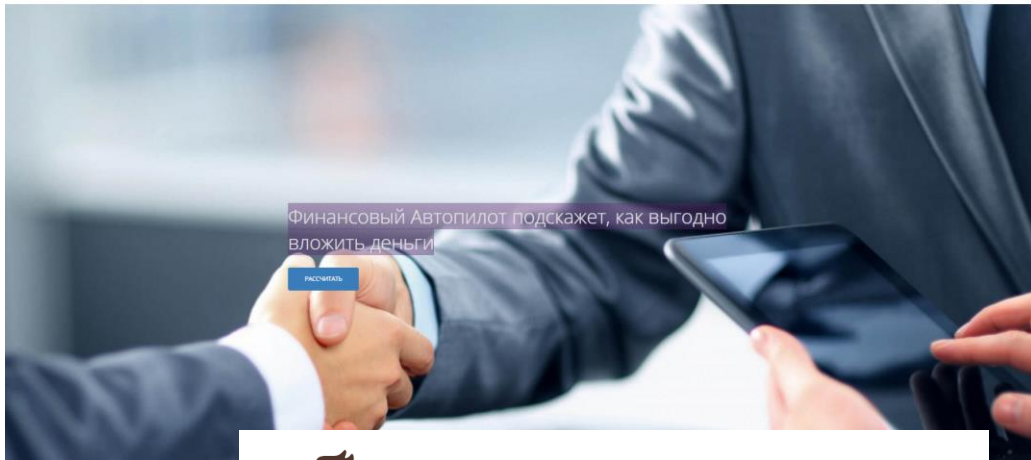 Финансовый Автопилот подскажет, как выгодно
вложить деньги
РАССЧИТАТЬ